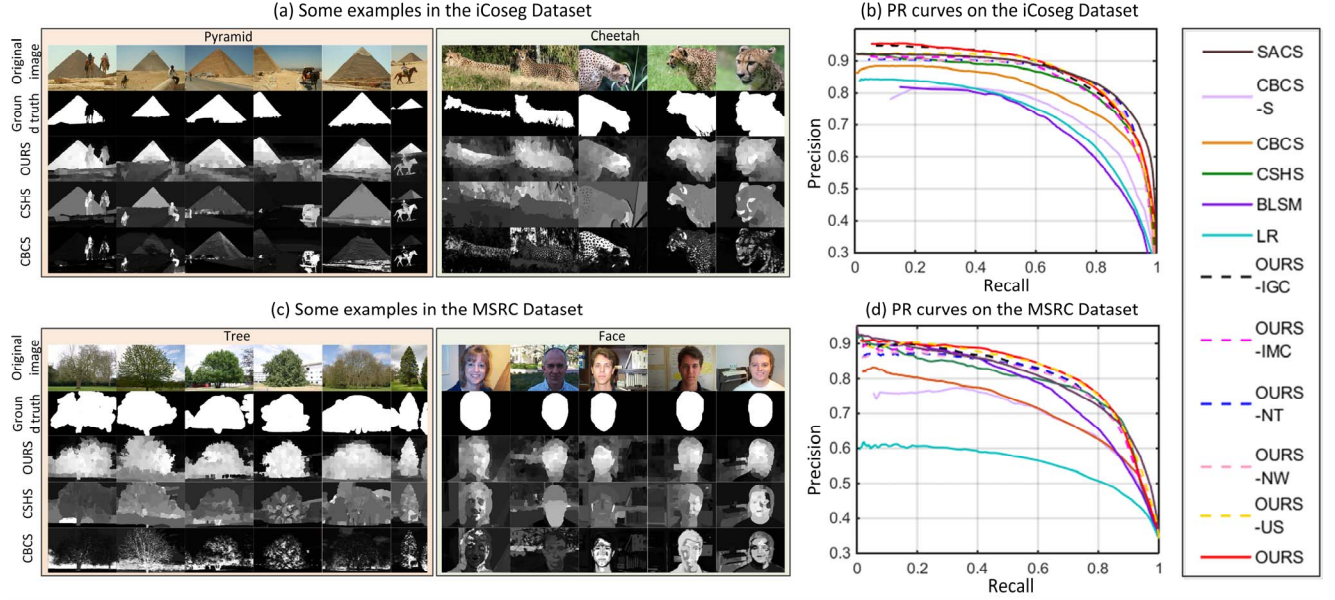 (a) Some examples in the iCoseg Dataset
Pyramid
Cheetah
Original
image
Groun
d truth
OURS
CSHS
CBCS
(b) PR curves on the iCoseg Dataset
Precision
0.9
0.8
0.7
0.6
0.5
0.4
0.3
0
0.2
0.4
0.6
0.8
1
Recall
(c) Some examples in the MSRC Dataset
Tree
Face
Original
image
Groun
d truth
OURS
CSHS
CBCS
(d) PR curves on the MSRC Dataset
Precision
0.9
0.8
0.7
0.6
0.5
0.4
0.3
0
0.2
0.4
0.6
0.8
1
Recall
SACS
CBCS
-S
CBCS
CSHS
BLSM
LR
OURS
-IGC
OURS
-IMC
OURS
-NT
OURS
-NW
OURS
-US
OURS